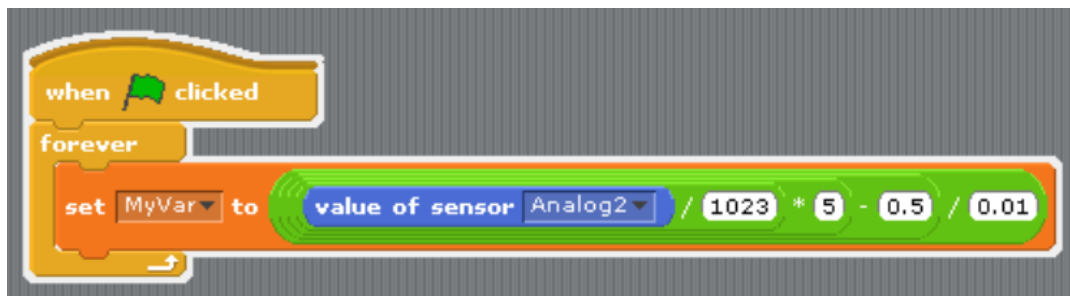 when clicked
forever
set MyVar to value of sensor Analog2 / 1023 * 5 - 0.5 / 0.01